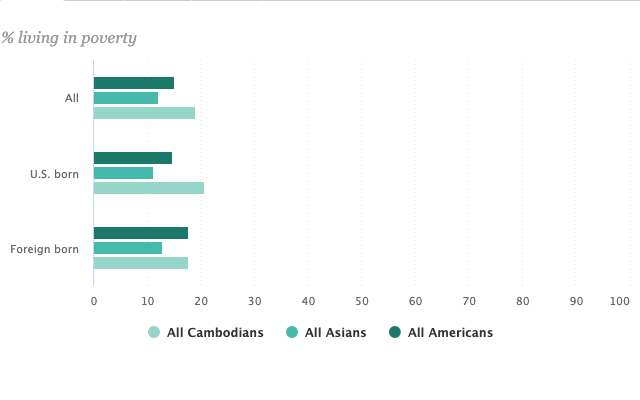 % living in poverty
All
U.S. born
Foreign born
0 10 20 30 40 50 60 70 80 90 100
All Cambodians All Asians All Americans